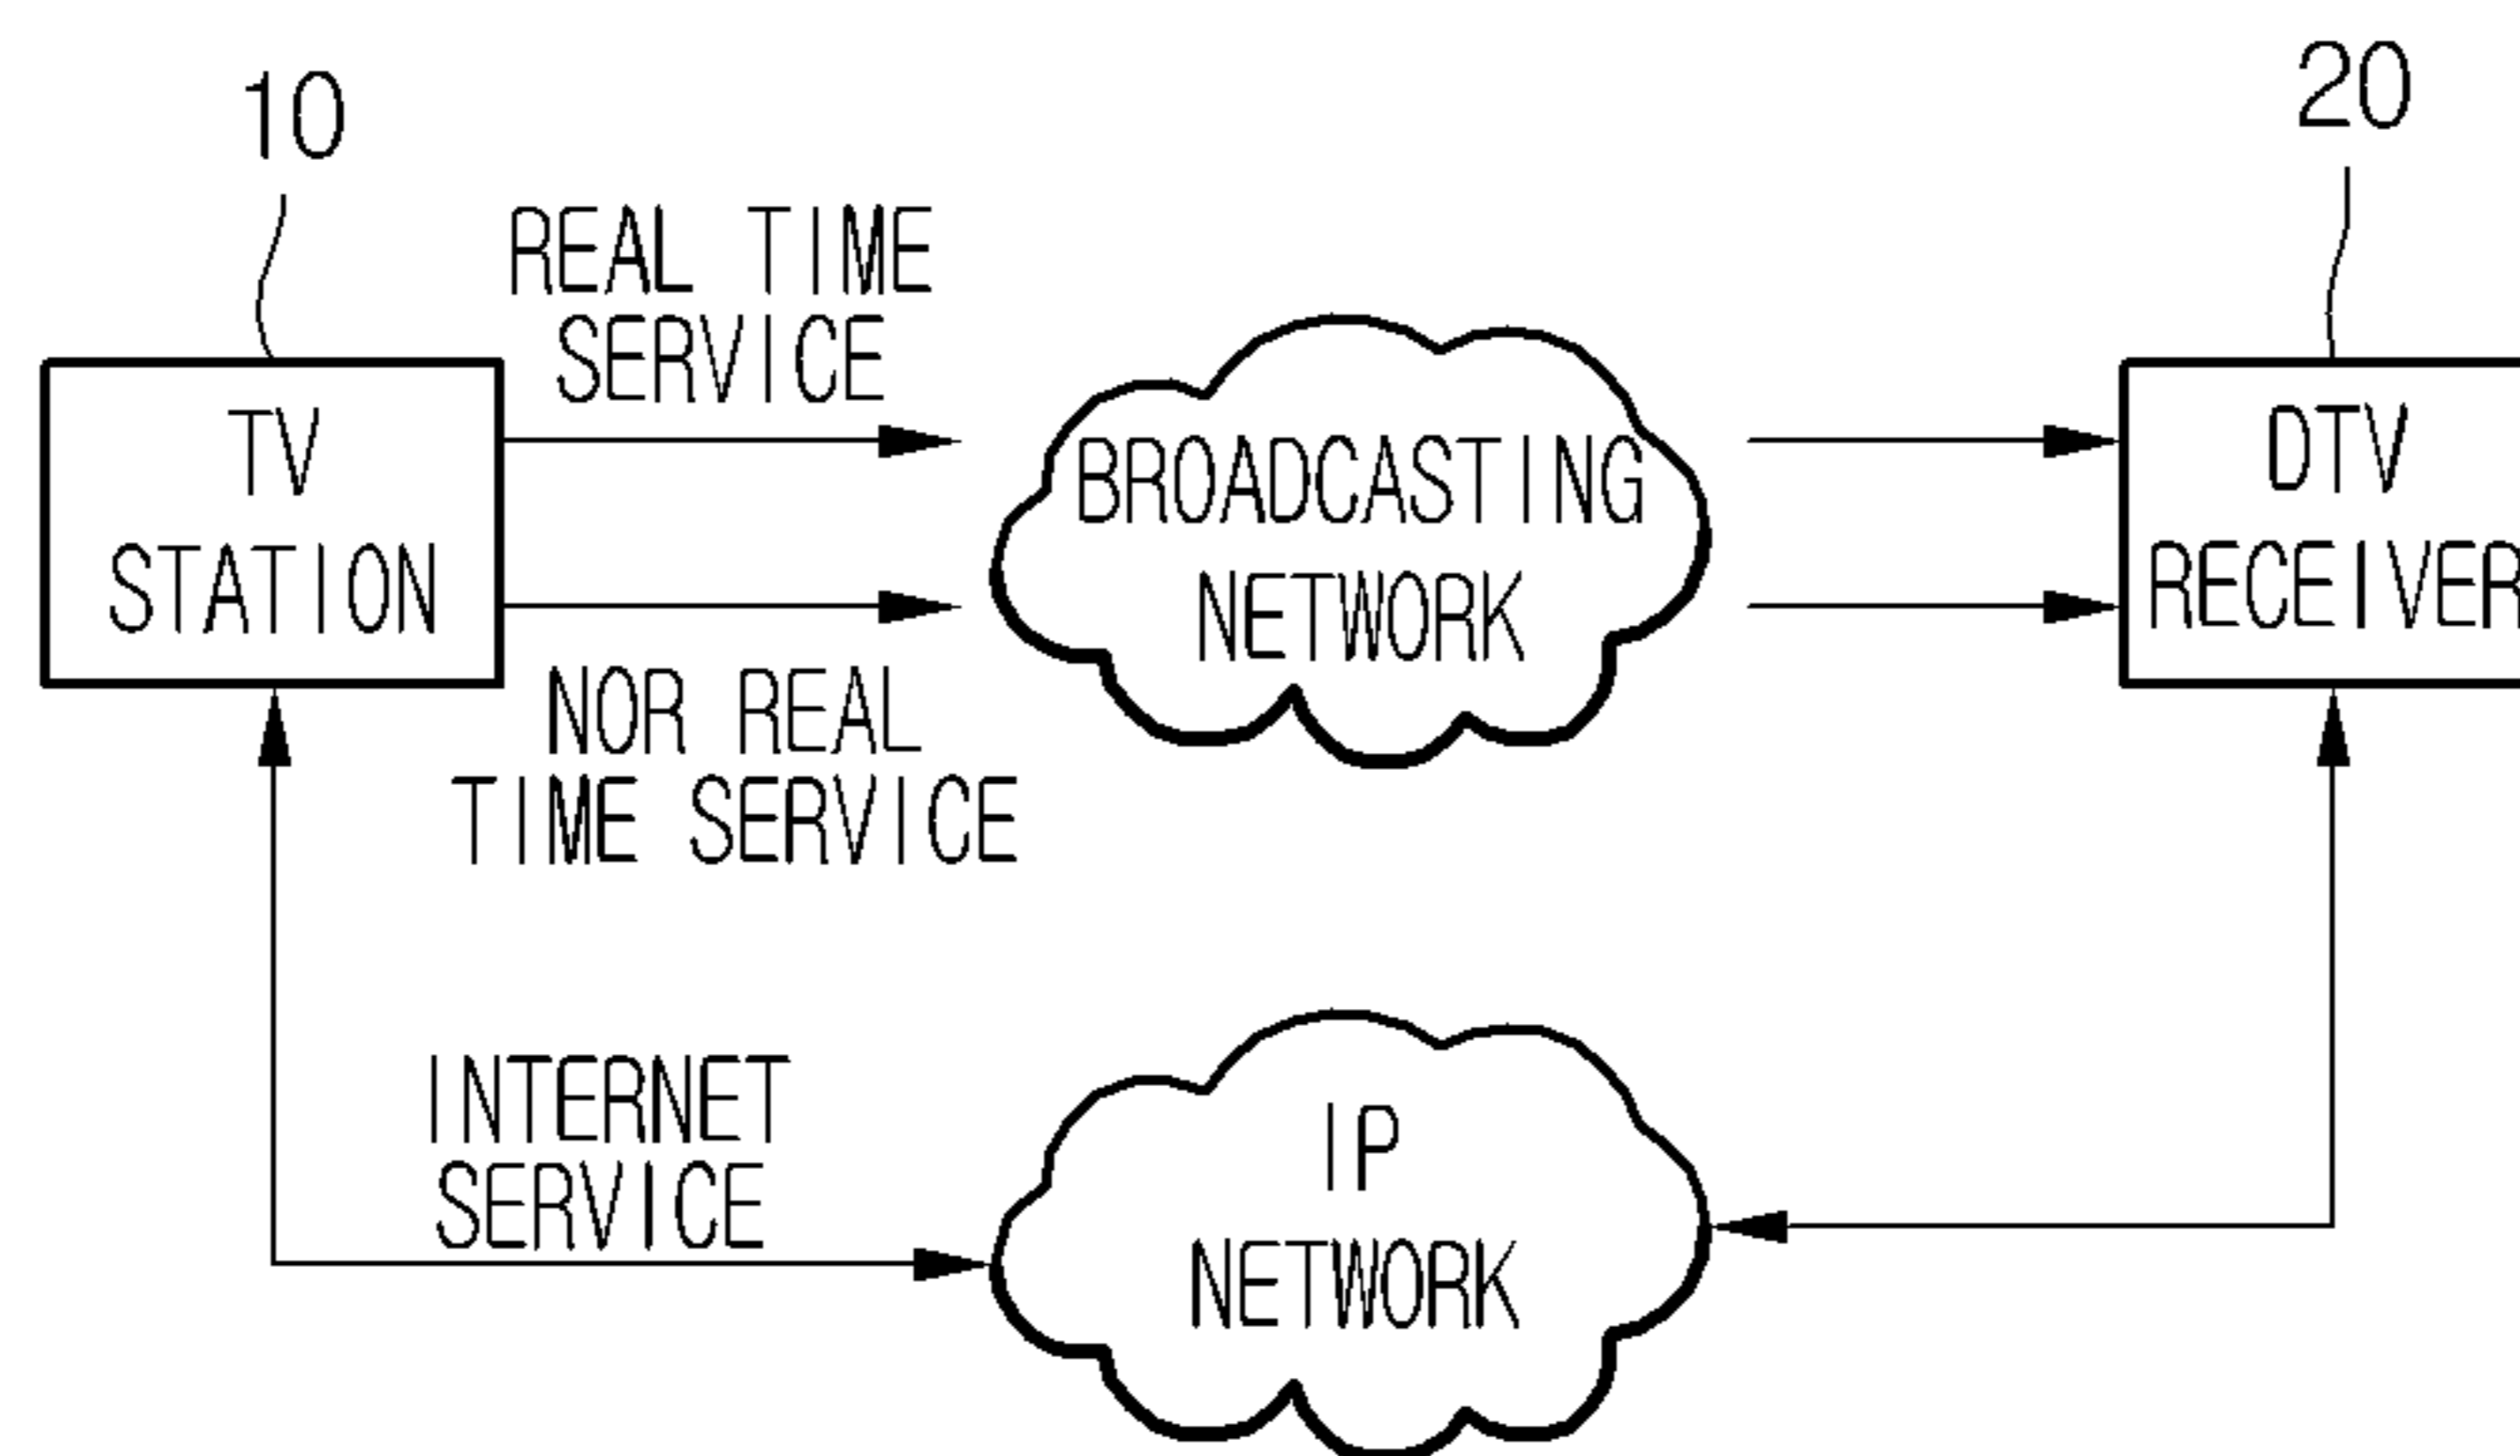 10
20
REAL TIME
SERVICE
TV
STATION
BROADCASTING
NETWORK
DTV
RECEIVER
NOR REAL
TIME SERVICE
INTERNET
SERVICE
IP
NETWORK